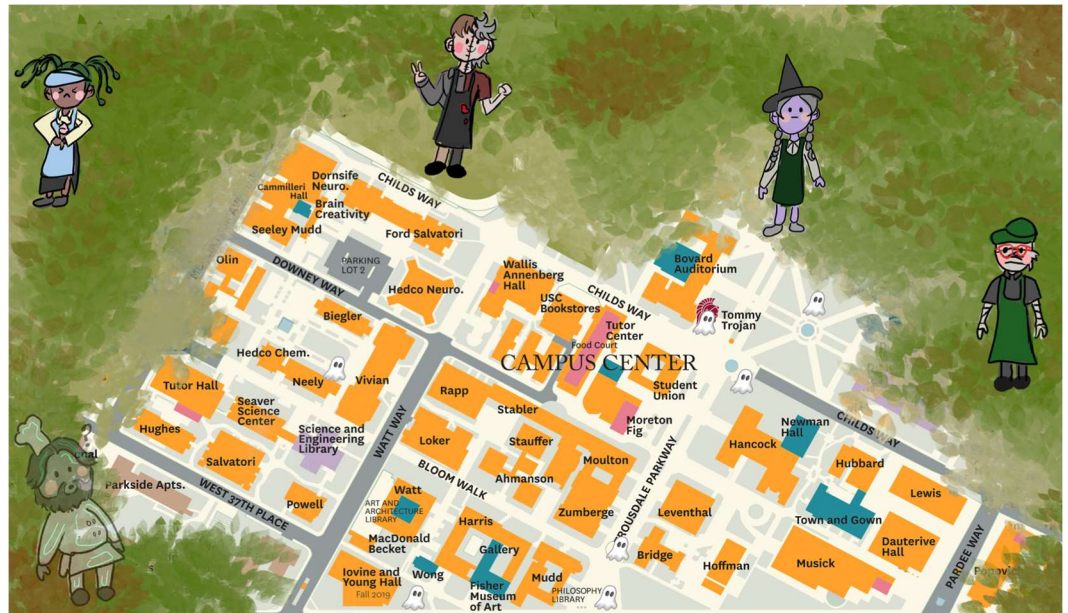 CHILDS WAY
Dornsife
Neuro.
Cammilleri
Hall
Brain
Creativity
Seeley Mudd
Ford Salvatori
PARKING
LOT 2
Olin
DOWNEY WAY
Hedco Neuro.
Biegler
Wallis
Annenberg
Hall
USC
Bookstores
CHILDS WAY
Bovard
Auditorium
Tommy
Trojan
Tutor
Center
Food Court
CAMPUS CENTER
Hedco Chem.
Neely
Vivian
Tutor Hall
Seaver
Science
Center
Hughes
Science and
Engineering
Library
Salvatori
Parkside Apts.
WEST 37TH PLACE
Powell
WATT WAY
Rapp
Stabler
Student
Union
Moreton
Fig
Loker
Stauffer
Moulton
BLOOM WALK
Ahmanson
Zumberge
Watt
ART AND
ARCHITECTURE
LIBRARY
Harris
MacDonald
Becket
Gallery
Iovine and
Young Hall
Fall 2019
Wong
Fisher
Museum
of Art
Mudd
PHILOSOPHY
LIBRARY
TROUSDALE PARKWAY
Leventhal
Bridge
Hoffman
Hancock
Newman
Hall
CHILDS WAY
Hubbard
Lewis
Town and Gown
Dauterive
Hall
Musick
PARDEE WAY